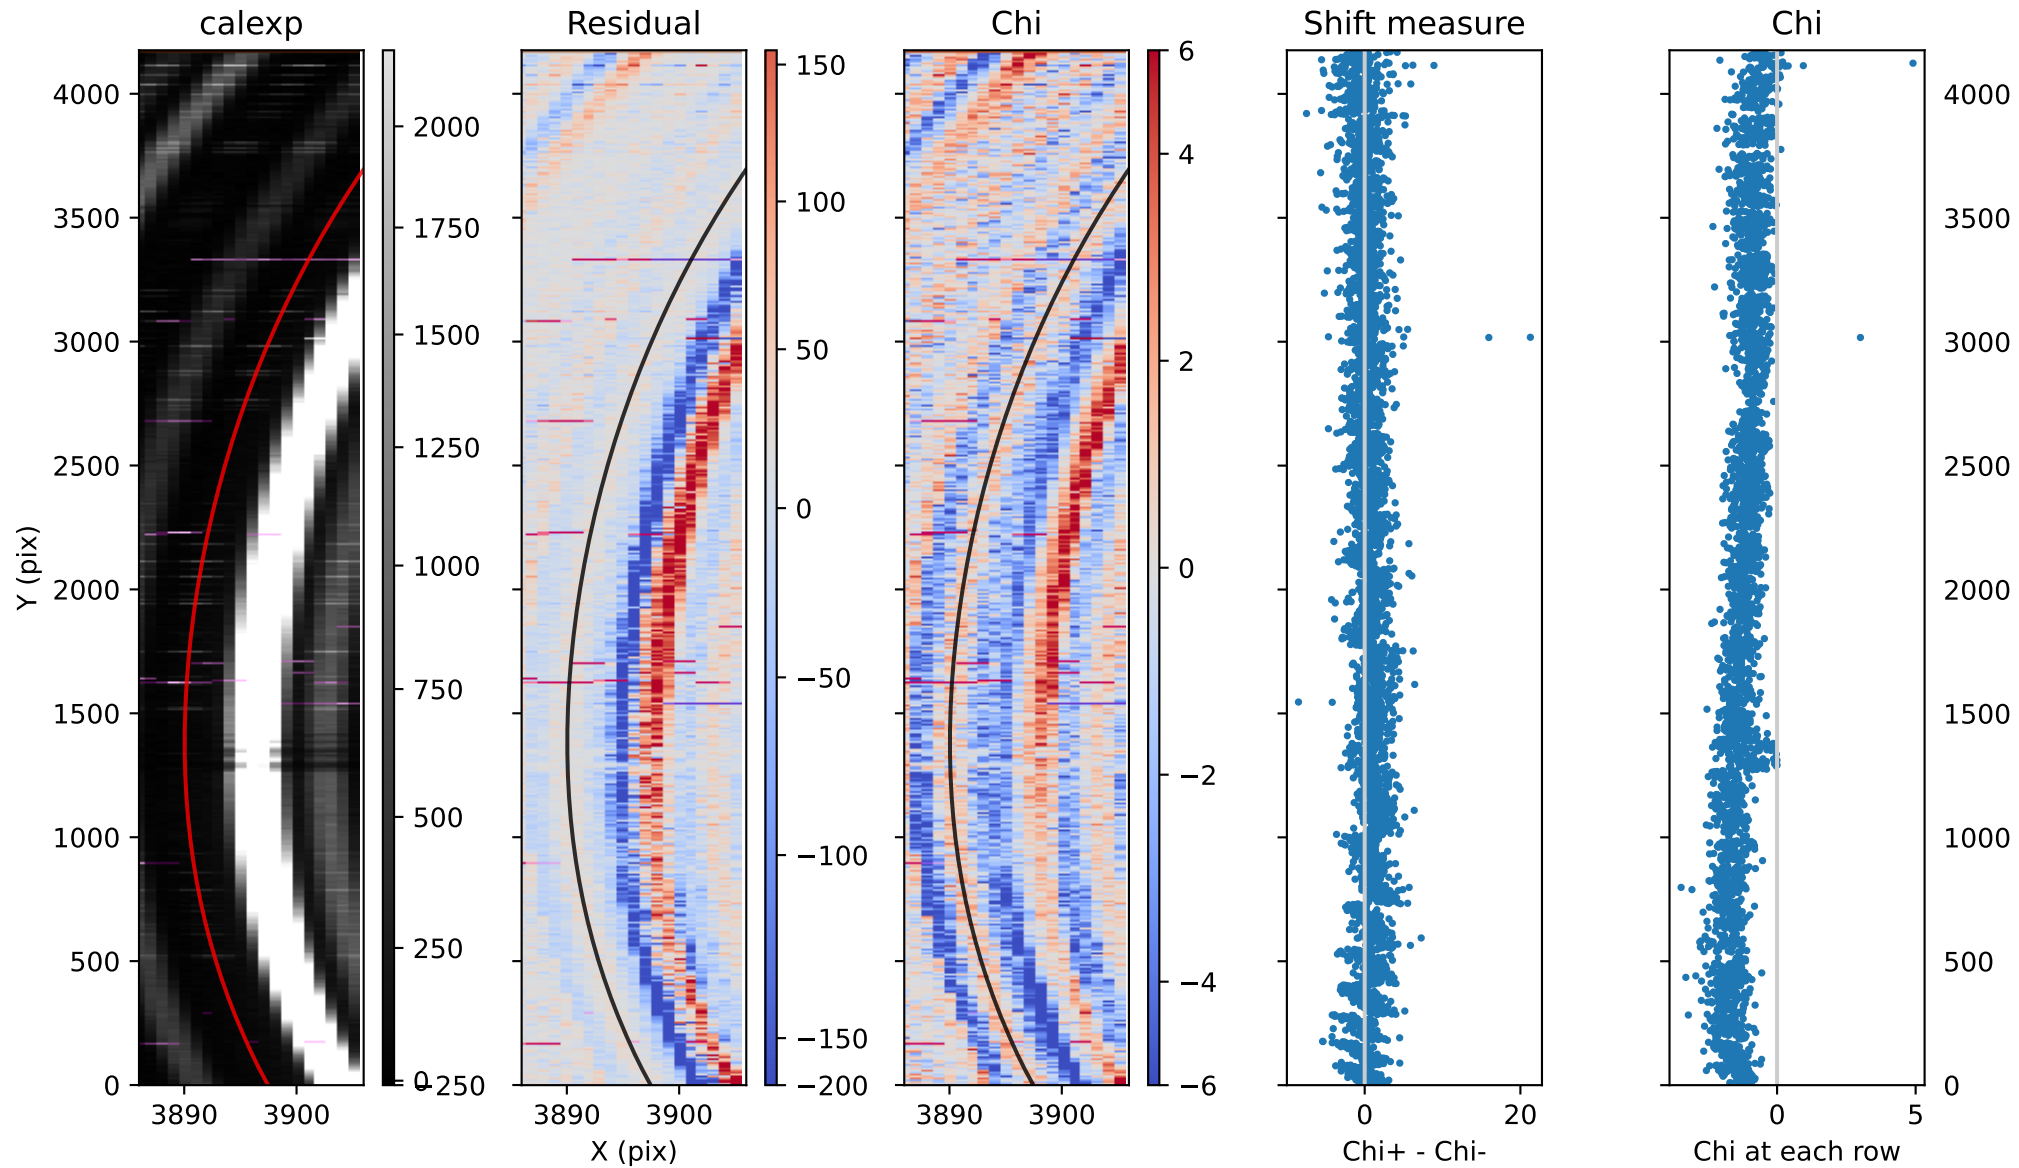 calexp Residual Chi Shift measure Chi
4000 3500 3000 2500 2000 1500 1000 500 0
Y (pix)
3890 3900
2000 1750 1500 1250 1000 750 500 250 0 −250
3890 3900
X (pix)
150 100 50 0 −50 −100 −150 −200
3890 3900
6 4 2 0 −2 −4 −6
0 20
Chi+ - Chi-
0 5
Chi at each row
4000 3500 3000 2500 2000 1500 1000 500 0